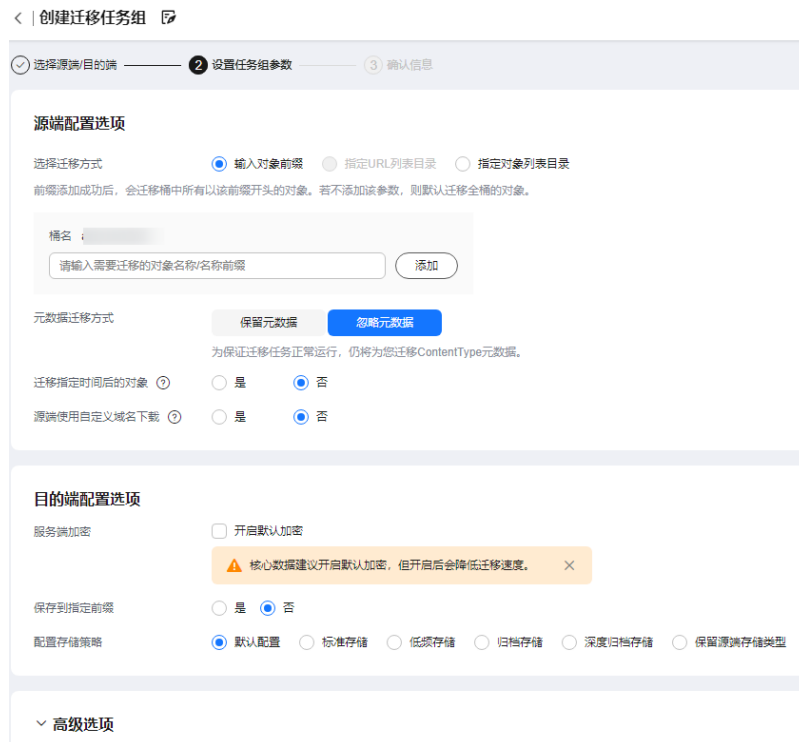 创建迁移任务组
选择源端/目的端 2 设置任务组参数 3 确认信息
源端配置选项
选择迁移方式 输入对象前缀 指定URL列表目录 指定对象列表目录
前缀添加成功后，会迁移桶中所有以该前缀开头的对象。若不添加该参数，则默认迁移全桶的对象。
桶名
请输入需要迁移的对象名称/名称前缀 添加
元数据迁移方式 保留元数据 忽略元数据
为保证迁移任务正常运行，仍将为您迁移ContentType元数据。
迁移指定时间后的对象 ? 是 否
源端使用自定义域名下载 ? 是 否
目的端配置选项
服务端加密 开启默认加密
核心数据建议开启默认加密，但开启后会降低迁移速度。
保存到指定前缀 是 否
配置存储策略 默认配置 标准存储 低频存储 归档存储 深度归档存储 保留源端存储类型
高级选项